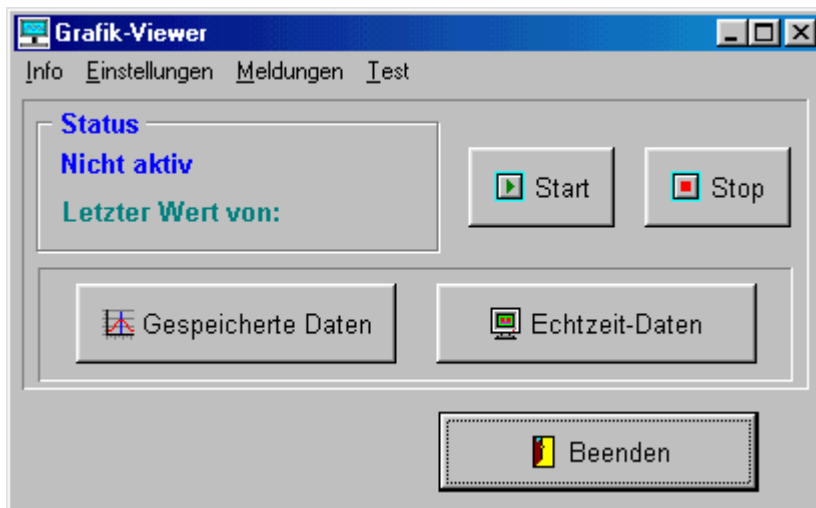 Grafik-Viewer
Info Einstellungen Meldungen Test
Status
Nicht aktiv
Letzter Wert von:
Start Stop
Gespeicherte Daten Echtzeit-Daten
Beenden